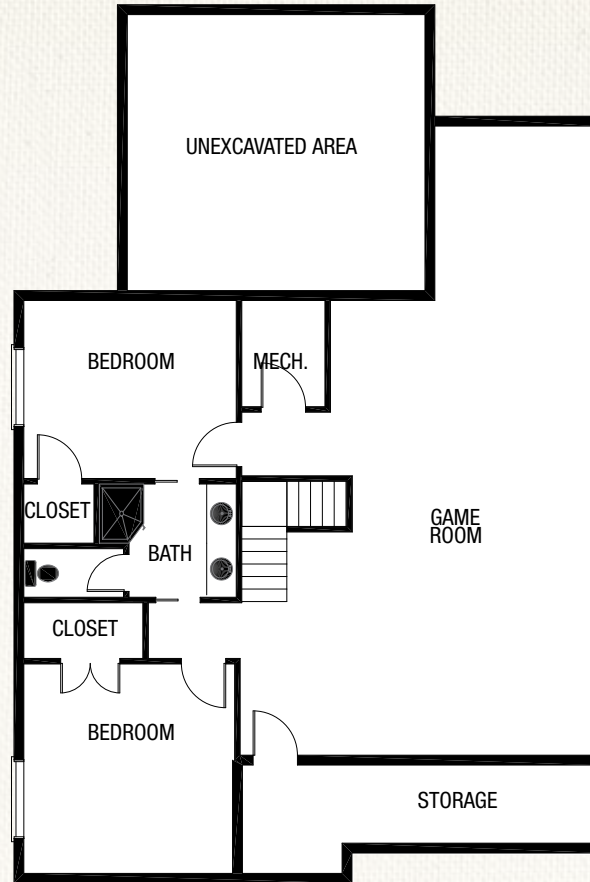 UNEXCAVATED AREA
BEDROOM
MECH.
CLOSET
GAME
ROOM
BATH
CLOSET
BEDROOM
STORAGE